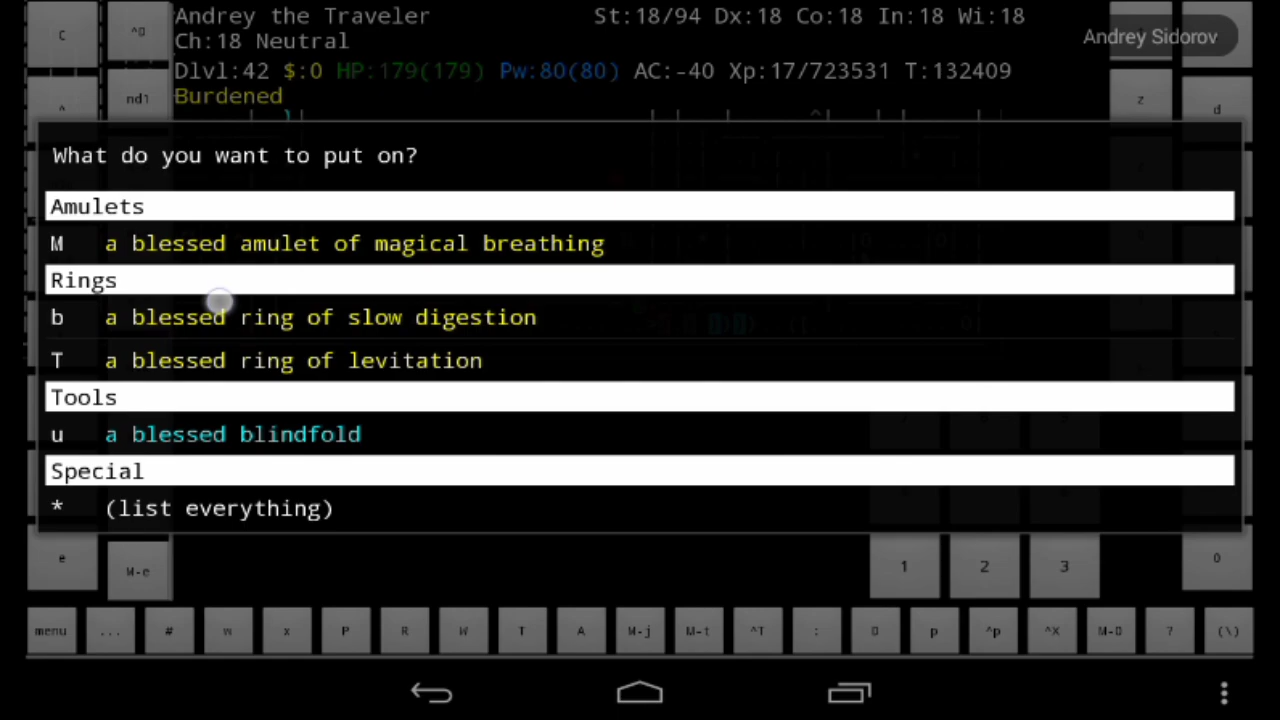 Andrey the Traveler St:18/94 Dx:18 Co:18 In:18 Wi:18
Ch:18 Neutral
Andrey Sidorov
Dlvl:42 $:0 HP:179(179) Pw:80(80) AC:-40 Xp:17/723531 T:132409
Burdened
C ^
nd1 z d
What do you want to put on?
Amulets
M a blessed amulet of magical breathing
Rings
b a blessed ring of slow digestion
T a blessed ring of levitation
Tools
u a blessed blindfold
Special
* (list everything)
e M-e 1 2 3
menu ... # w x P R W T A M-j M-t ^T : D p ^p ^X M-O ? (\)